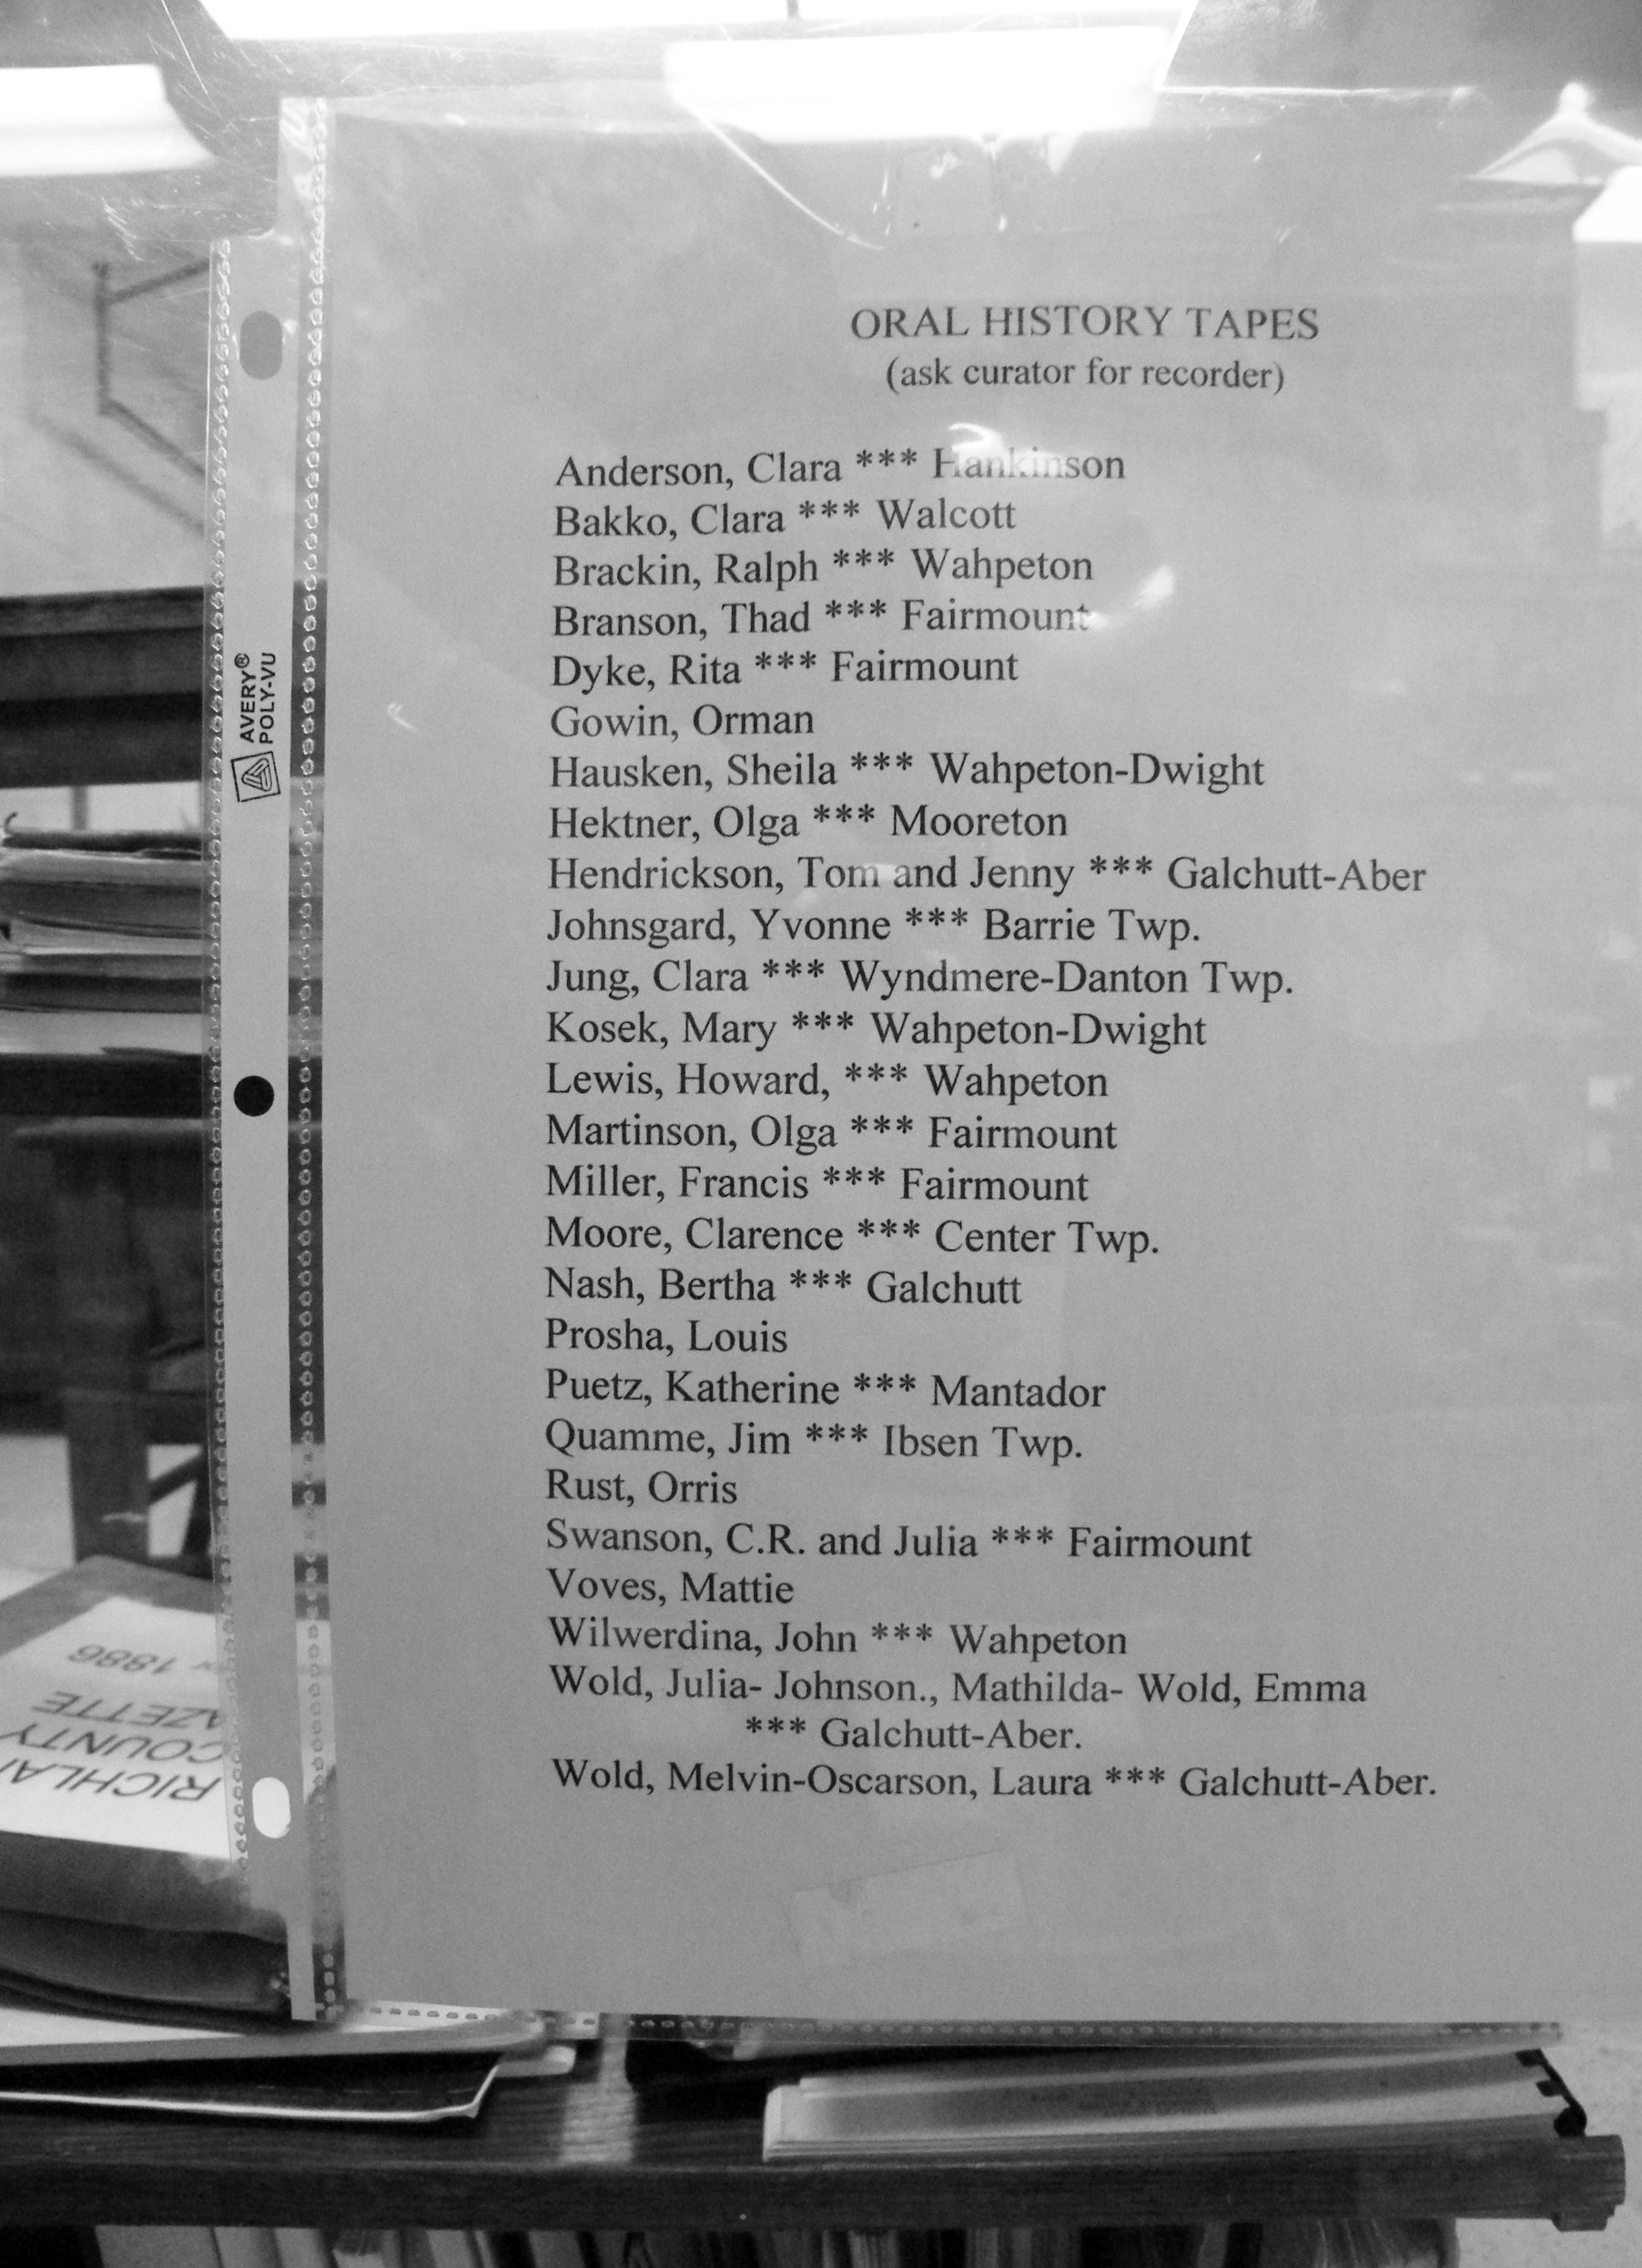 ORAL HISTORY TAPES
(ask curator for recorder)
Anderson, Clara *** Hankinson
Bakko, Clara *** Walcott
Brackin, Ralph *** Wahpeton
Branson, Thad *** Fairmount
Dyke, Rita *** Fairmount
Gowin, Orman
Hausken, Sheila *** Wahpeton-Dwight
Hektner, Olga *** Mooreton
Hendrickson, Tom and Jenny *** Galchutt-Aber
Johnsgard, Yvonne *** Barrie Twp.
Jung, Clara *** Wyndmere-Danton Twp.
Kosek, Mary *** Wahpeton-Dwight
Lewis, Howard, *** Wahpeton
Martinson, Olga *** Fairmount
Miller, Francis *** Fairmount
Moore, Clarence *** Center Twp.
Nash, Bertha *** Galchutt
Prosha, Louis
Puetz, Katherine *** Mantador
Quamme, Jim *** Ibsen Twp.
Rust, Orris
Swanson, C.R. and Julia *** Fairmount
Voves, Mattie
Wilwerdina, John *** Wahpeton
Wold, Julia- Johnson., Mathilda- Wold, Emma
*** Galchutt-Aber.
Wold, Melvin-Oscarson, Laura *** Galchutt-Aber.
AVERY®
POLY-VU
RICHLA
COUNTY
AZETTE
1886